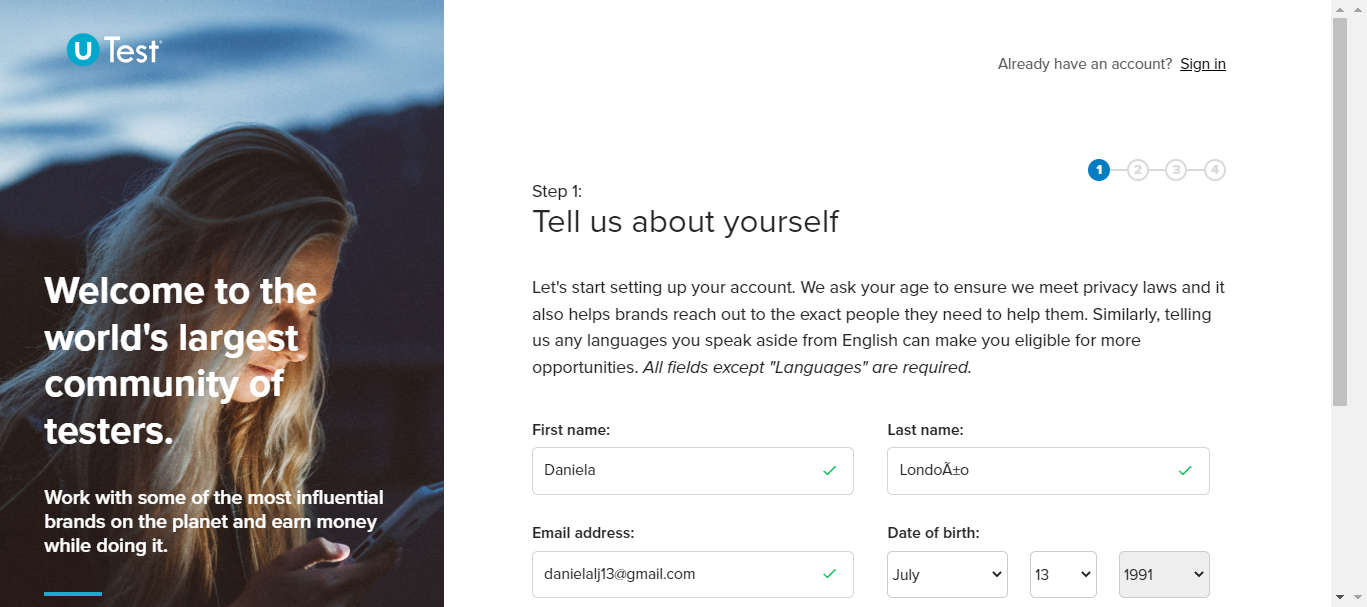 u Test
Already have an account? Sign in
1 2 3 4
Step 1:
Tell us about yourself
Welcome to the
world's largest
community of
testers.
Work with some of the most influential
brands on the planet and earn money
while doing it.
Let's start setting up your account. We ask your age to ensure we meet privacy laws and it
also helps brands reach out to the exact people they need to help them. Similarly, telling
us any languages you speak aside from English can make you eligible for more
opportunities. All fields except "Languages" are required.
First name: Last name:
Daniela LondoÃ±o
Email address: Date of birth:
danielalj13@gmail.com July 13 1991